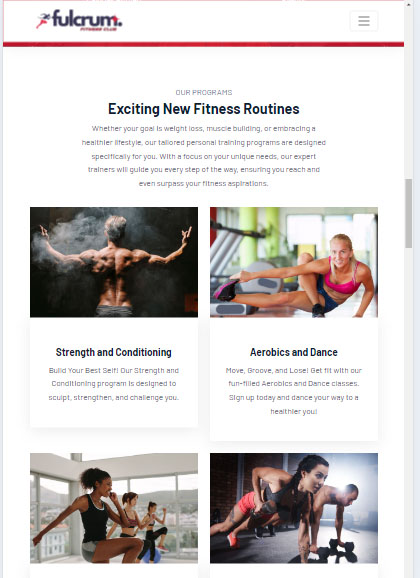 fulcrum.
FITNESS CLUB
OUR PROGRAMS
Exciting New Fitness Routines
Whether your goal is weight loss, muscle building, or embracing a
healthier lifestyle, our tailored personal training programs are designed
specifically for you. With a focus on your unique needs, our expert
trainers will guide you every step of the way, ensuring you reach and
even surpass your fitness aspirations.
Strength and Conditioning
Build Your Best Self! Our Strength and
Conditioning program is designed to
sculpt, strengthen, and challenge you.
Aerobics and Dance
Move, Groove, and Lose! Get fit with our
fun-filled Aerobics and Dance classes.
Sign up today and dance your way to a
healthier you!